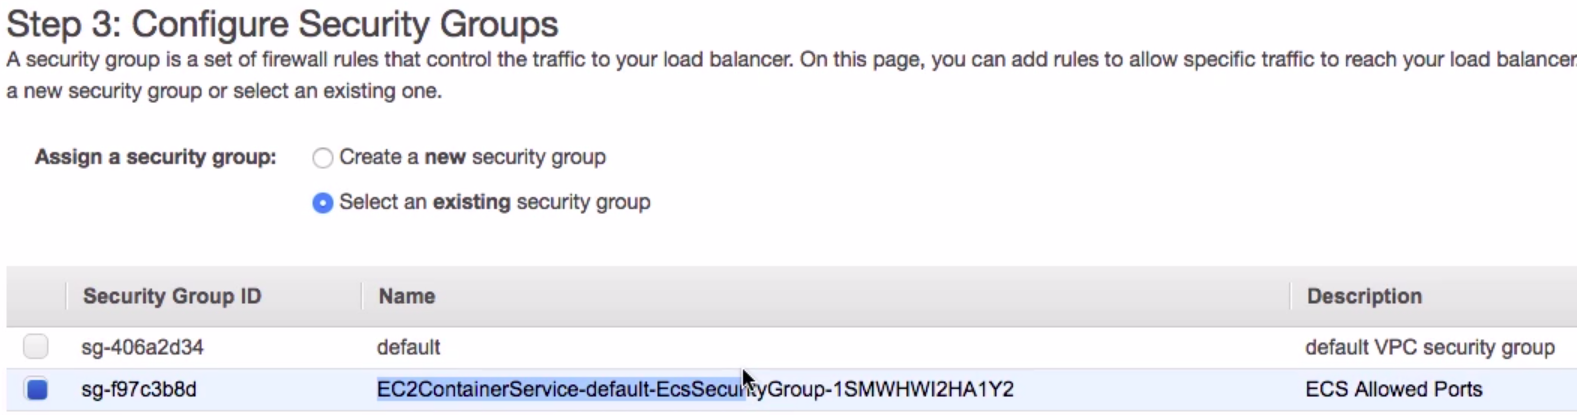 Step 3: Configure Security Groups
A security group is a set of firewall rules that control the traffic to your load balancer. On this page, you can add rules to allow specific traffic to reach your load balancer.
a new security group or select an existing one.
Assign a security group: Create a new security group
Select an existing security group
Security Group ID Name Description
sg-406a2d34 default default VPC security group
sg-f97c3b8d EC2ContainerService-default-EcsSecurityGroup-1SMWHWI2HA1Y2 ECS Allowed Ports